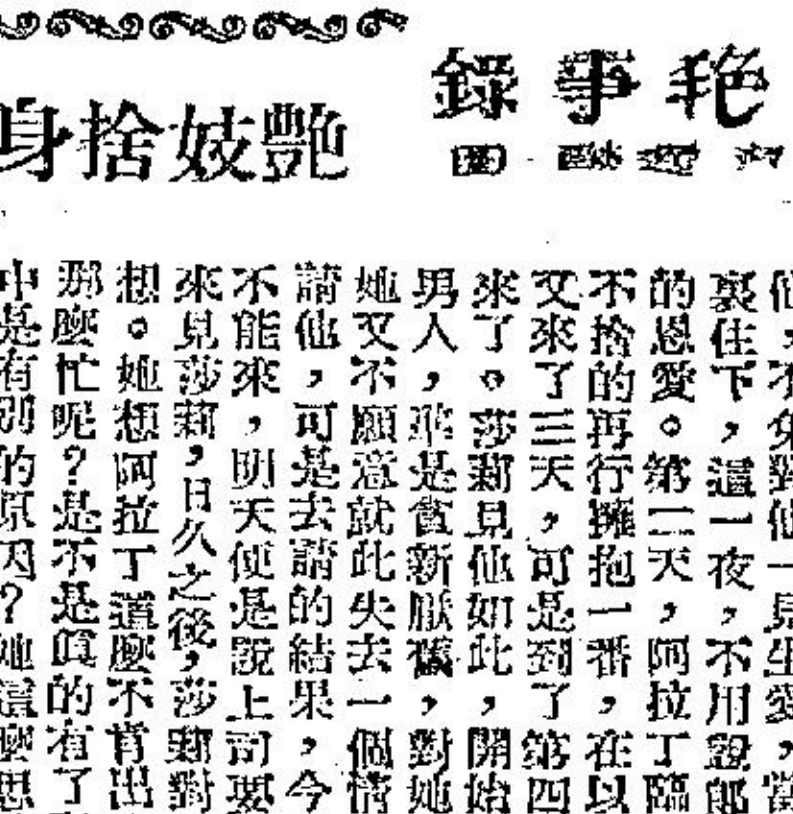 艳事錄
艷妓捨身
他，不免對他一見生愛，當
裏住下，這一夜，不用說郎
的恩愛。第二天，阿拉丁臨
不捨的再行擁抱一番，在以
又來了三天，可是到了第四
來了。莎莉見他如此，開始
男人，是新厭舊，對她
她又不願意就此失去一個情
請他，可是去請的結果，今
不能來，明天便是說上司要
來見莎莉，日久之後，莎莉對
想。她想阿拉丁這麼不肯出
那麼忙呢？是不是真的有了
中是有別的原因？她這麼思